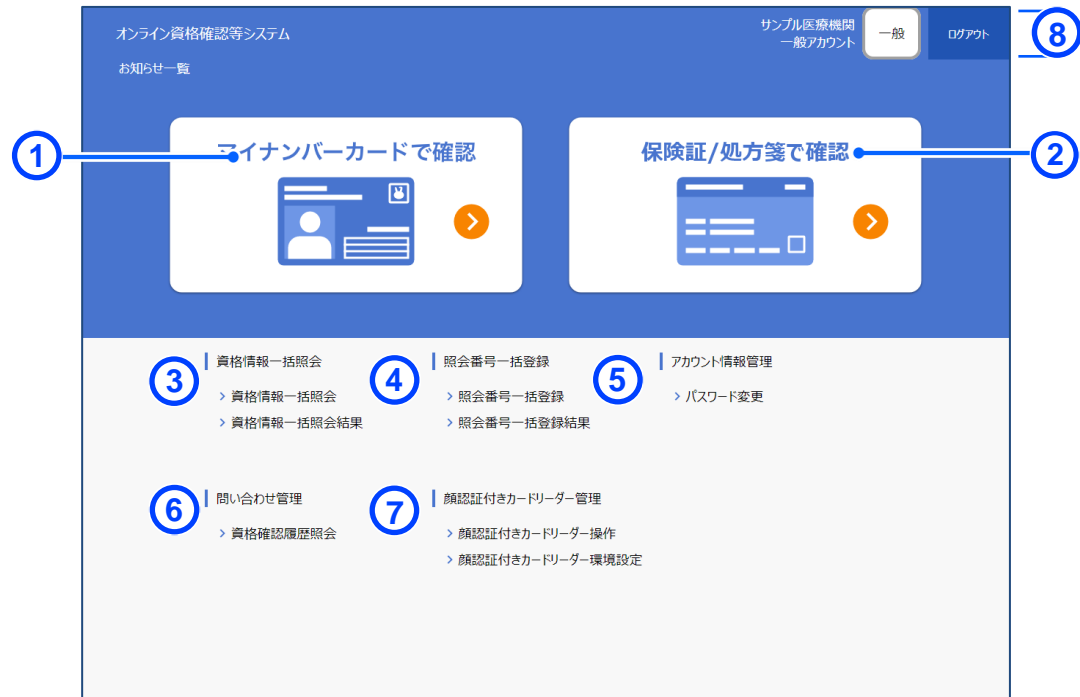 オンライン資格確認等システム
サンプル医療機関
一般アカウント
一般
ログアウト
8
お知らせ一覧
1
マイナンバーカードで確認
保険証/処方箋で確認
2
3
資格情報一括照会
資格情報一括照会
資格情報一括照会結果
4
照会番号一括登録
照会番号一括登録
照会番号一括登録結果
5
アカウント情報管理
パスワード変更
6
問い合わせ管理
資格確認履歴照会
7
顔認証付きカードリーダー管理
顔認証付きカードリーダー操作
顔認証付きカードリーダー環境設定